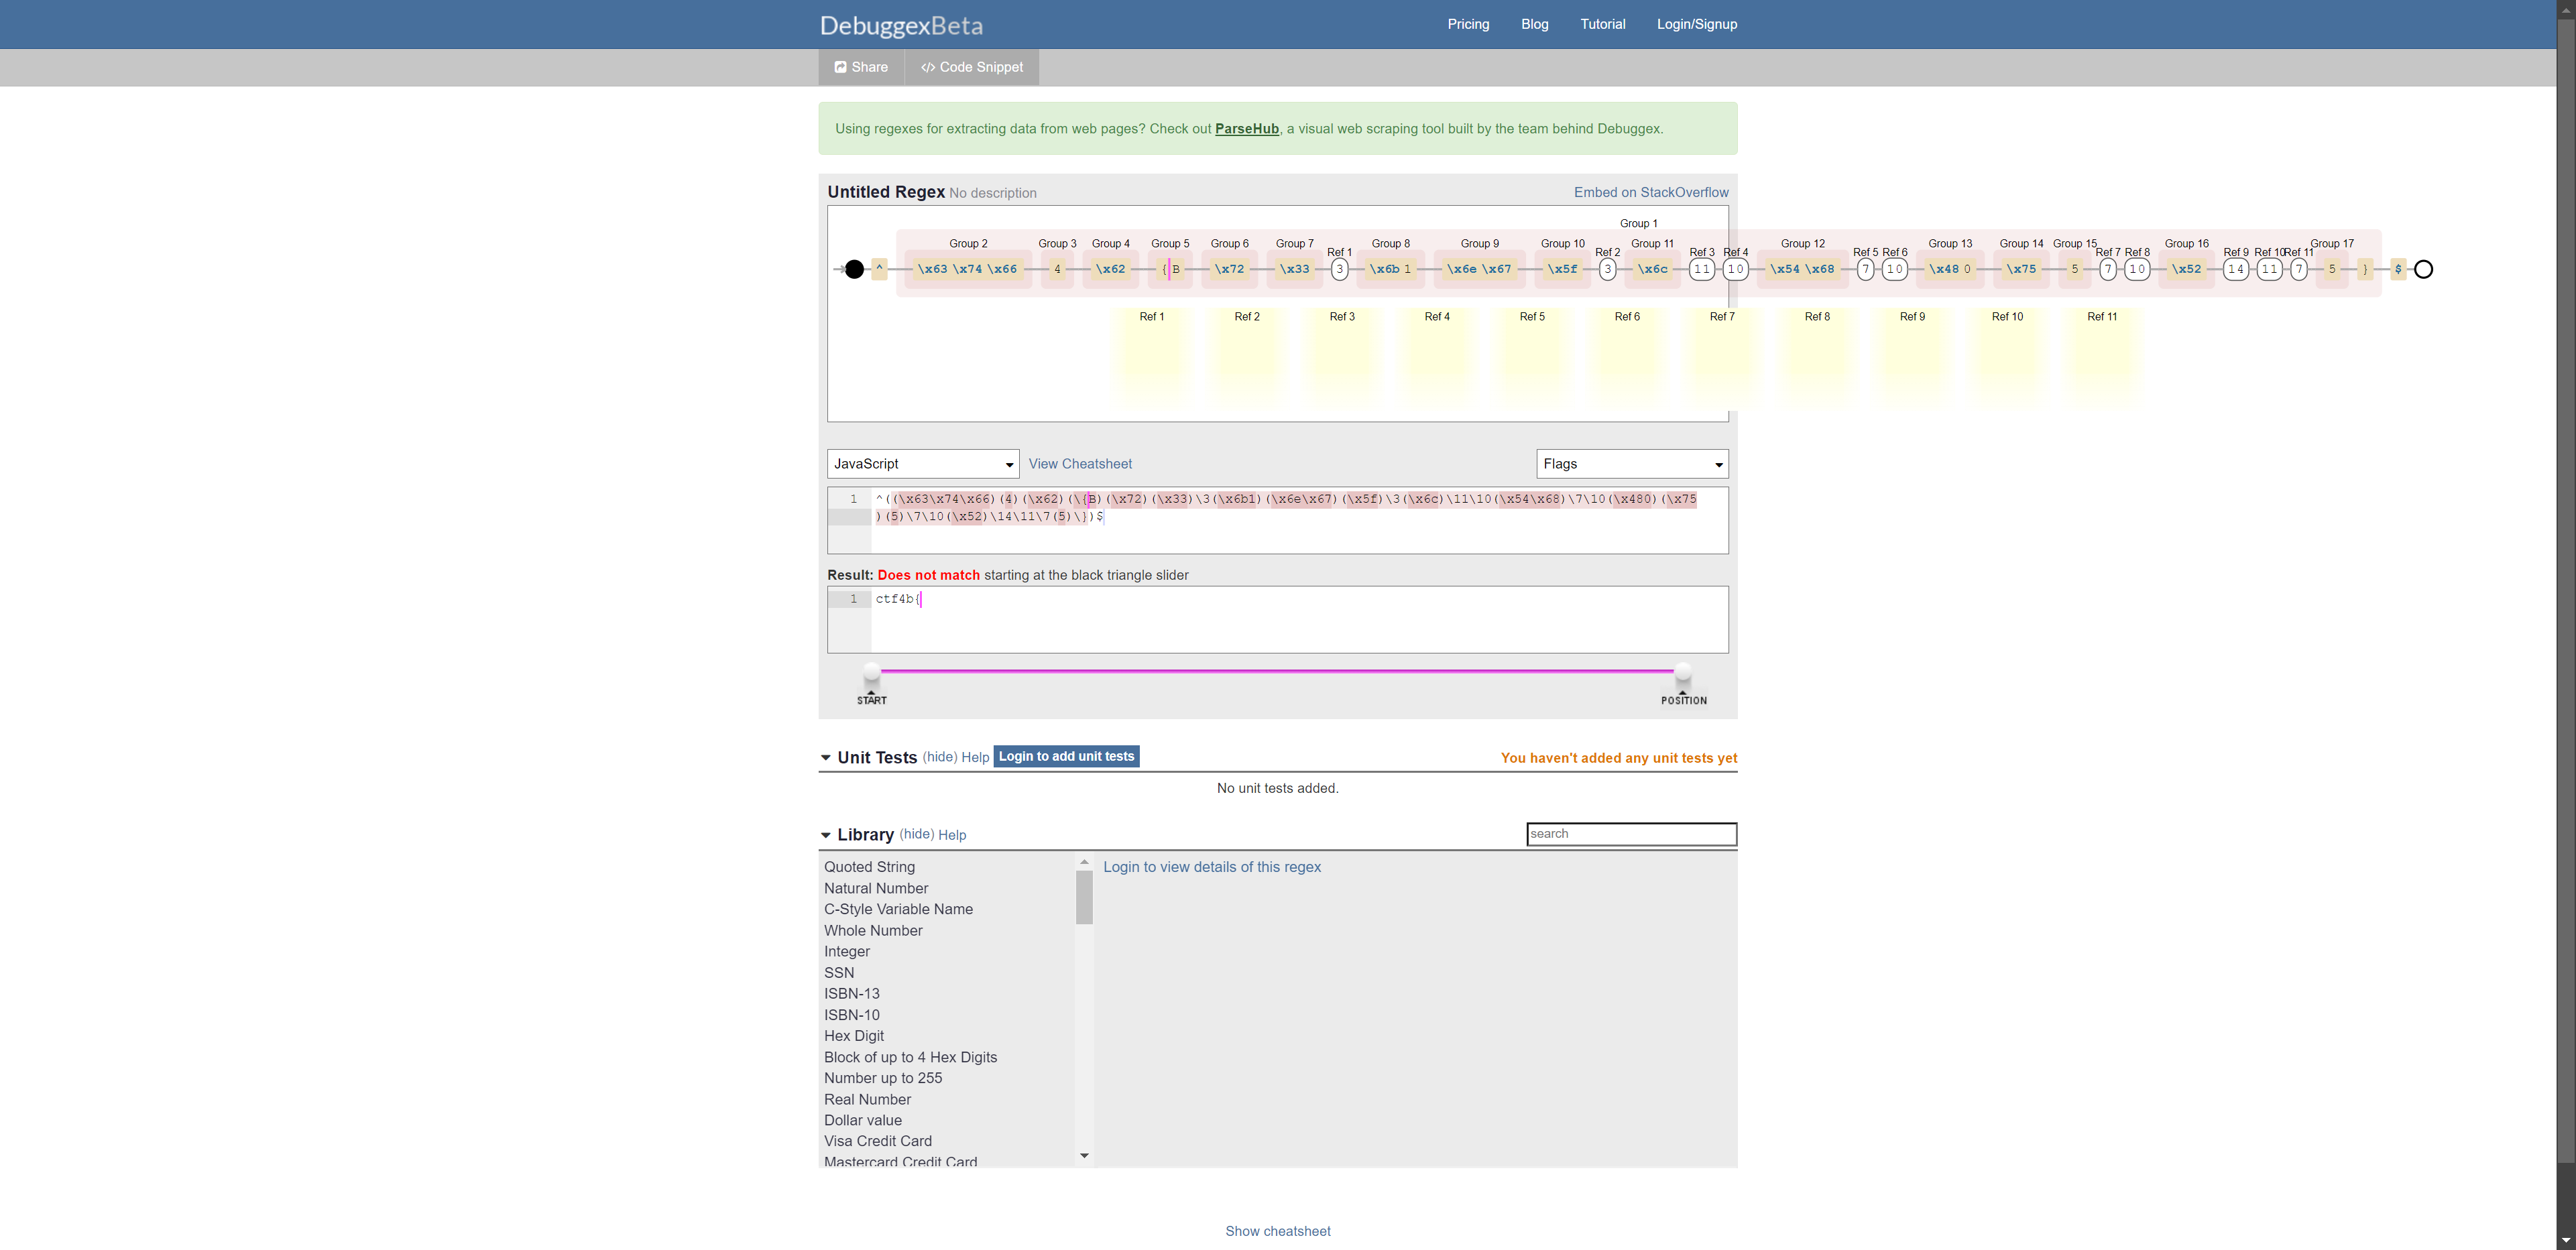 DebuggexBeta
Pricing Blog Tutorial Login/Signup
Share </> Code Snippet
Using regexes for extracting data from web pages? Check out ParseHub, a visual web scraping tool built by the team behind Debuggex.
Untitled Regex No description Embed on StackOverflow
Group 1
Group 2 Group 3 Group 4 Group 5 Group 6 Group 7 Ref 1 Group 8 Group 9 Group 10 Ref 2 Group 11 Ref 3 Ref 4 Group 12 Ref 5 Ref 6 Group 13 Group 14 Group 15 Ref 7 Ref 8 Group 16 Ref 9 Ref 10 Ref 11 Group 17
^ \x63 \x74 \x66 4 \x62 { B \x72 \x33 3 \x6b 1 \x6e \x67 \x5f 3 \x6c 11 10 \x54 \x68 7 10 \x48 0 \x75 5 7 10 \x52 14 11 7 5 } $
Ref 1 Ref 2 Ref 3 Ref 4 Ref 5 Ref 6 Ref 7 Ref 8 Ref 9 Ref 10 Ref 11
JavaScript View Cheatsheet Flags
1 ^((\x63\x74\x66)(4)(\x62)(\{B)(\x72)(\x33)\3(\x6b1)(\x6e\x67)(\x5f)\3(\x6c)\11\10(\x54\x68)\7\10(\x480)(\x75
)(5)\7\10(\x52)\14\11\7(5)\})$
Result: Does not match starting at the black triangle slider
1 ctf4b{
START POSITION
Unit Tests (hide) Help Login to add unit tests You haven't added any unit tests yet
No unit tests added.
Library (hide) Help search
Quoted String Login to view details of this regex
Natural Number
C-Style Variable Name
Whole Number
Integer
SSN
ISBN-13
ISBN-10
Hex Digit
Block of up to 4 Hex Digits
Number up to 255
Real Number
Dollar value
Visa Credit Card
Mastercard Credit Card
Show cheatsheet